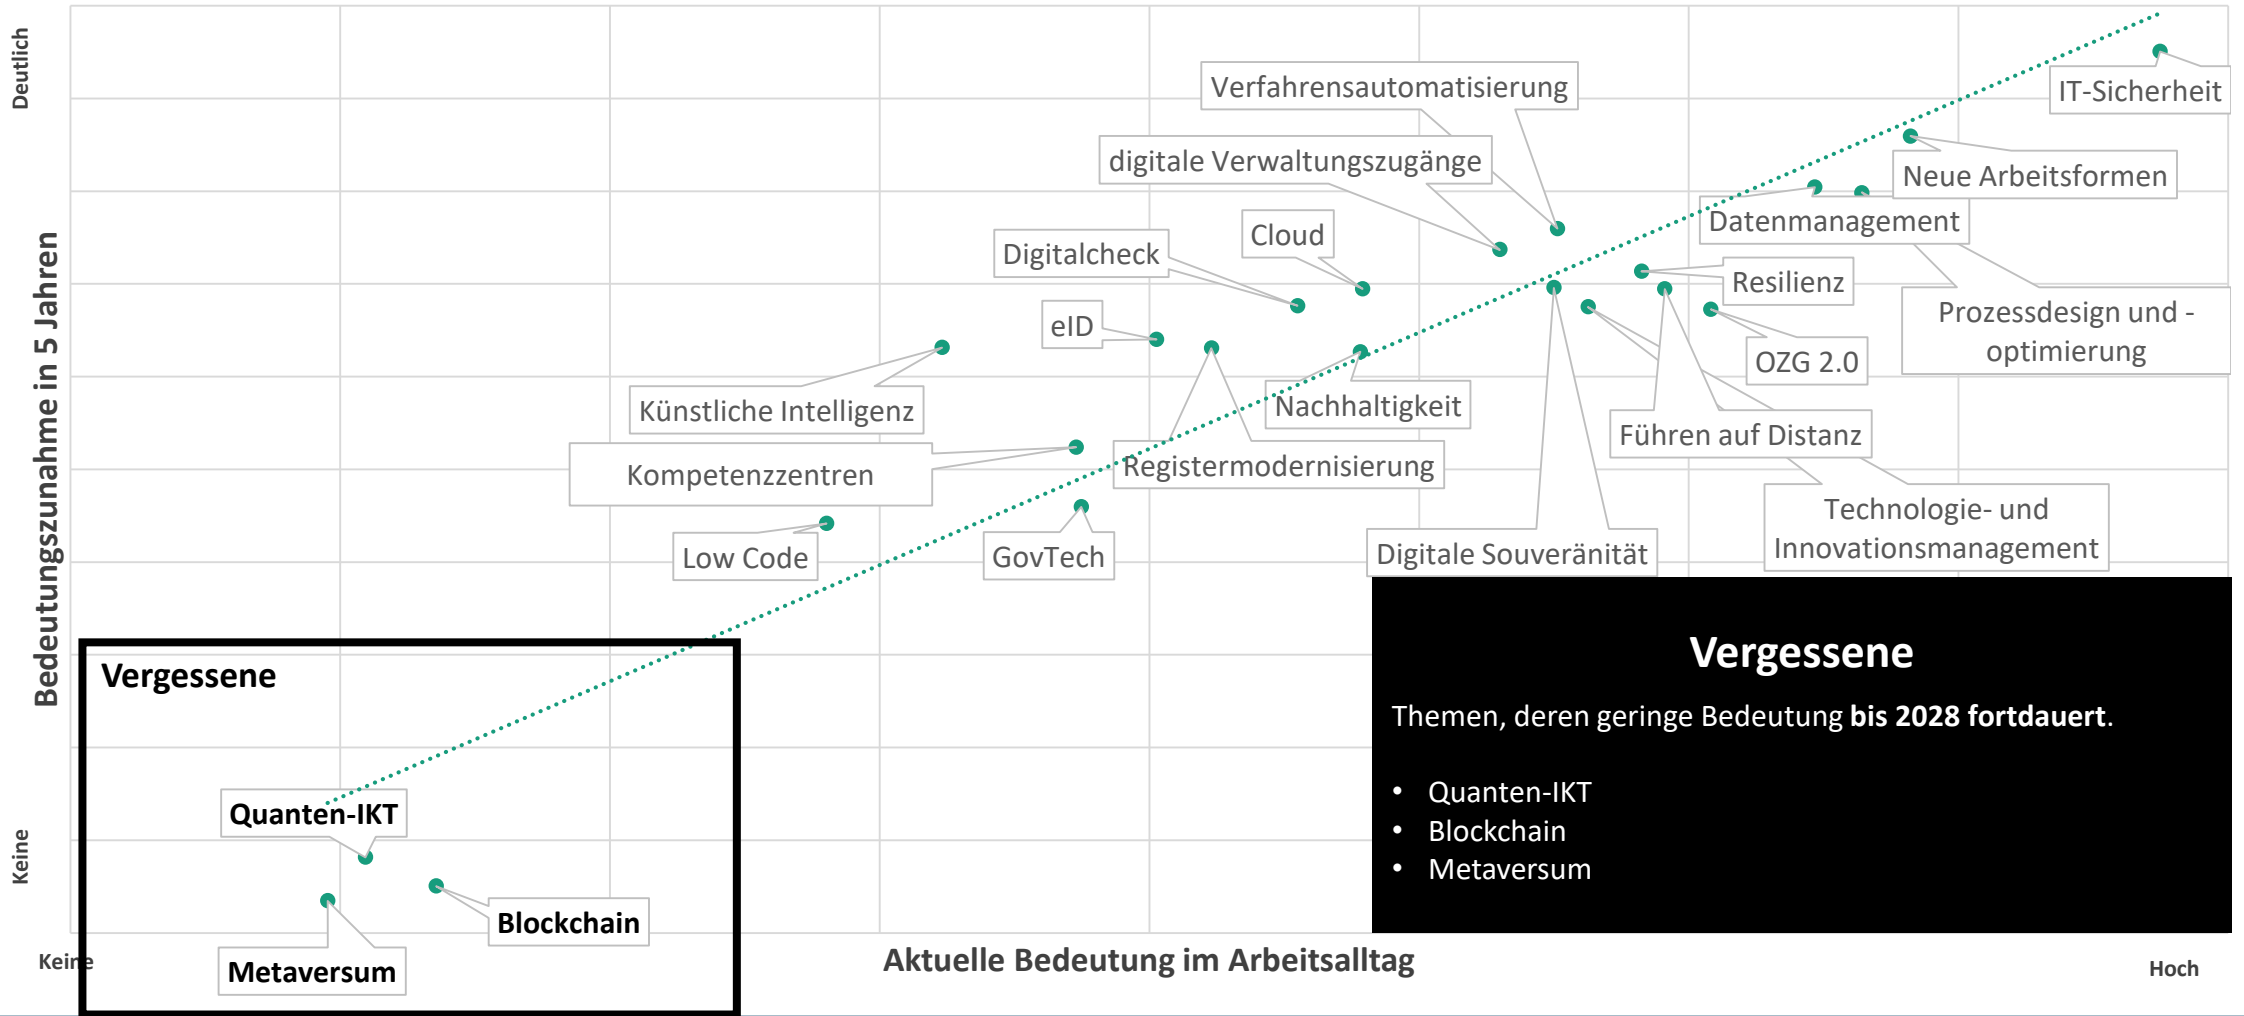 Deutlich
Bedeutungszunahme in 5 Jahren
Keine
Verfahrensautomatisierung
IT-Sicherheit
digitale Verwaltungszugänge
Neue Arbeitsformen
Datenmanagement
Digitalcheck
Cloud
Resilienz
eID
Prozessdesign und -
optimierung
OZG 2.0
Künstliche Intelligenz
Nachhaltigkeit
Führen auf Distanz
Kompetenzzentren
Registermodernisierung
Technologie- und
Innovationsmanagement
Low Code
GovTech
Digitale Souveränität
Vergessene
Quanten-IKT
Blockchain
Metaversum
Vergessene
Themen, deren geringe Bedeutung bis 2028 fortdauert.
• Quanten-IKT
• Blockchain
• Metaversum
Keine
Aktuelle Bedeutung im Arbeitsalltag
Hoch